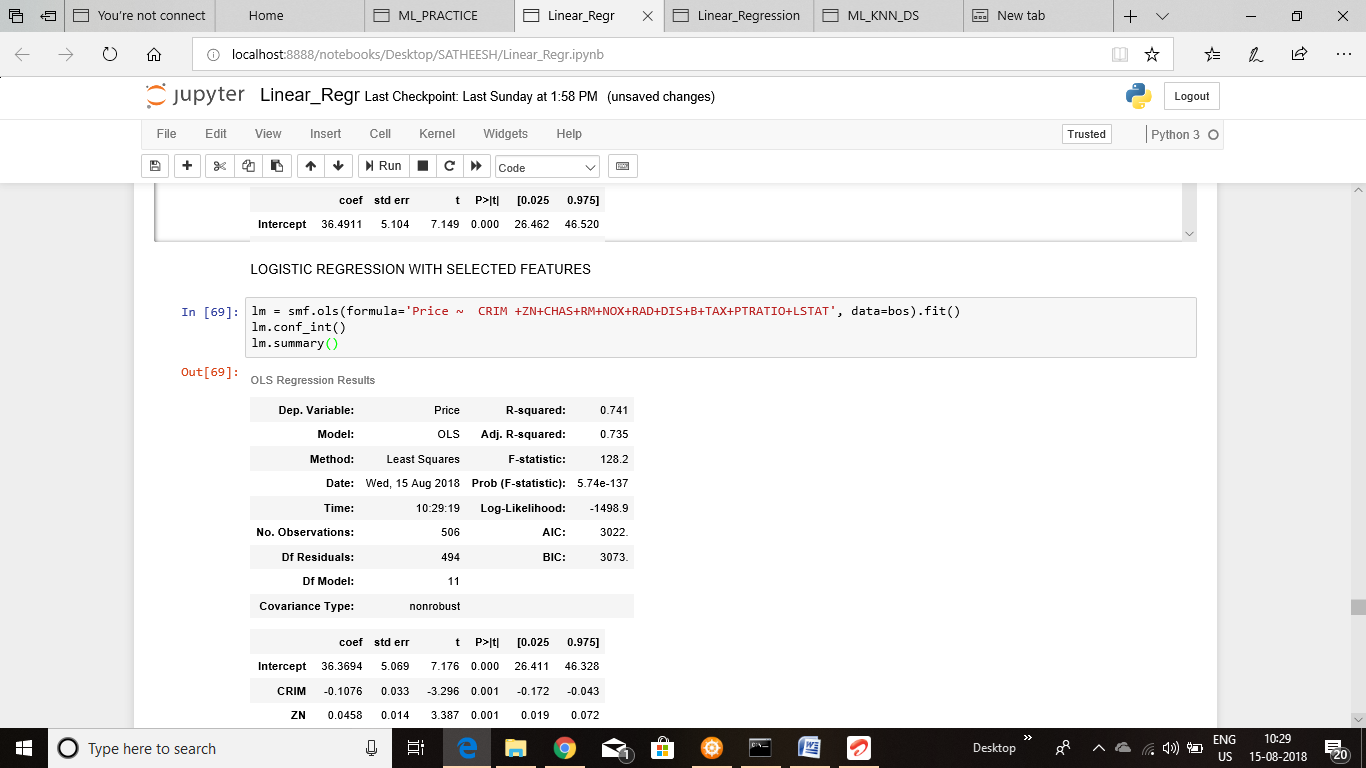 You're not connect
Home
ML_PRACTICE
Linear_Regr
Linear_Regression
ML_KNN_DS
New tab
localhost:8888/notebooks/Desktop/SATHEESH/Linear_Regr.ipynb
jupyter Linear_Regr Last Checkpoint: Last Sunday at 1:58 PM (unsaved changes)
Logout
File Edit View Insert Cell Kernel Widgets Help
Trusted
Python 3
Run
Code
coef std err t P>|t| [0.025 0.975]
Intercept 36.4911 5.104 7.149 0.000 26.462 46.520
LOGISTIC REGRESSION WITH SELECTED FEATURES
In [69]: lm = smf.ols(formula='Price ~  CRIM +ZN+CHAS+RM+NOX+RAD+DIS+B+TAX+PTRATIO+LSTAT', data=bos).fit()
lm.conf_int()
lm.summary()
Out[69]: OLS Regression Results
Dep. Variable: Price R-squared: 0.741
Model: OLS Adj. R-squared: 0.735
Method: Least Squares F-statistic: 128.2
Date: Wed, 15 Aug 2018 Prob (F-statistic): 5.74e-137
Time: 10:29:19 Log-Likelihood: -1498.9
No. Observations: 506 AIC: 3022.
Df Residuals: 494 BIC: 3073.
Df Model: 11
Covariance Type: nonrobust
coef std err t P>|t| [0.025 0.975]
Intercept 36.3694 5.069 7.176 0.000 26.411 46.328
CRIM -0.1076 0.033 -3.296 0.001 -0.172 -0.043
ZN 0.0458 0.014 3.387 0.001 0.019 0.072
Type here to search
1
Desktop
ENG
US
10:29
15-08-2018
20